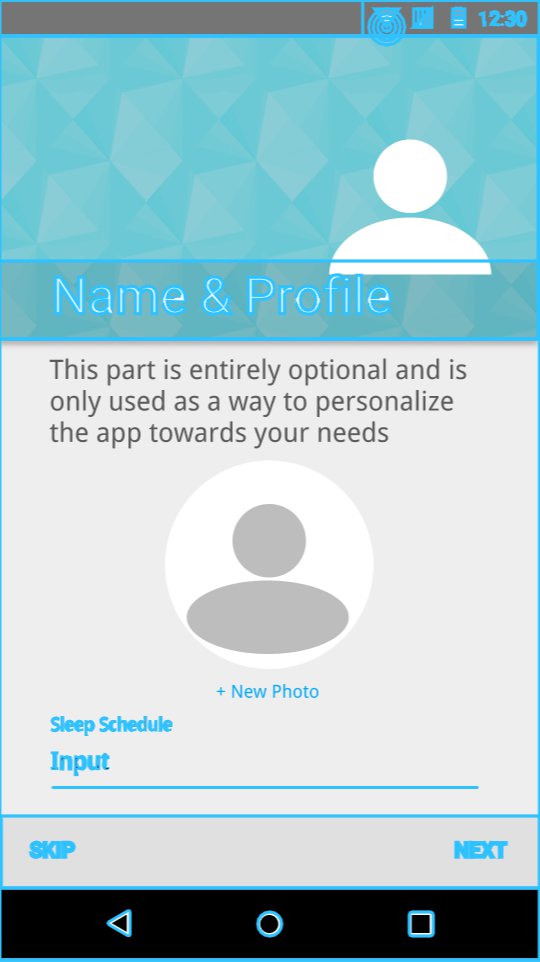 12:30
Name & Profile
This part is entirely optional and is
only used as a way to personalize
the app towards your needs
+ New Photo
Sleep Schedule
Input
SKIP
NEXT